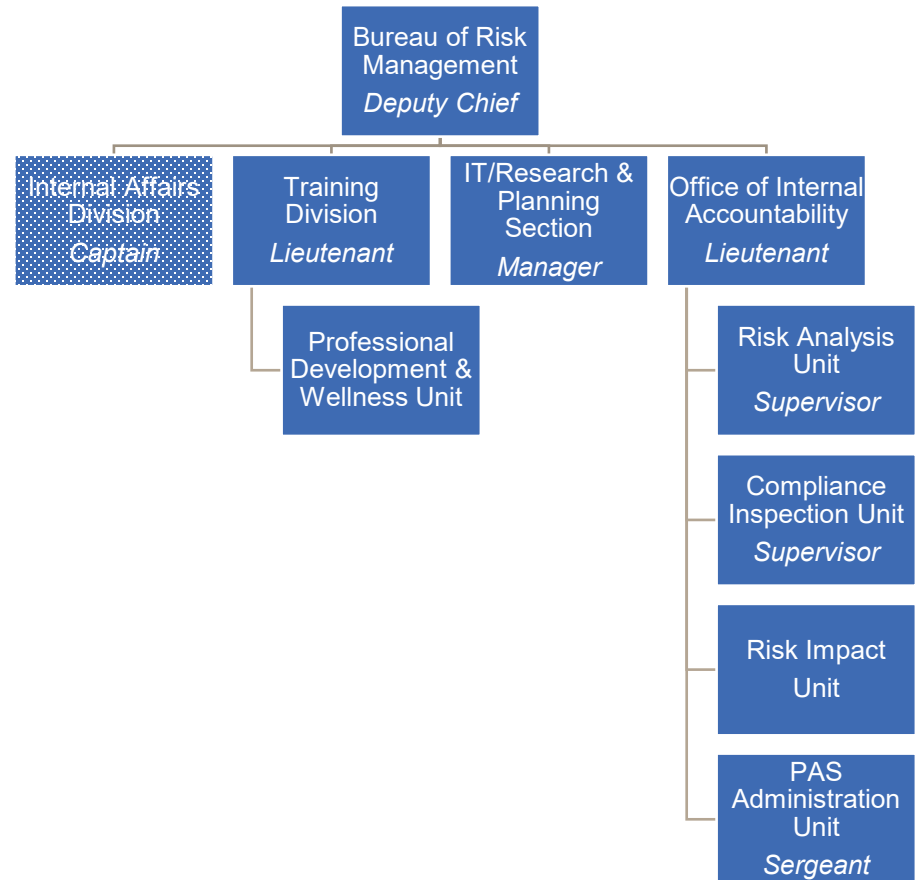 Bureau of Risk
Management
Deputy Chief
Internal Affairs
Division
Captain
Training
Division
Lieutenant
IT/Research &
Planning
Section
Manager
Office of Internal
Accountability
Lieutenant
Professional
Development &
Wellness Unit
Risk Analysis
Unit
Supervisor
Compliance
Inspection Unit
Supervisor
Risk Impact
Unit
PAS
Administration
Unit
Sergeant